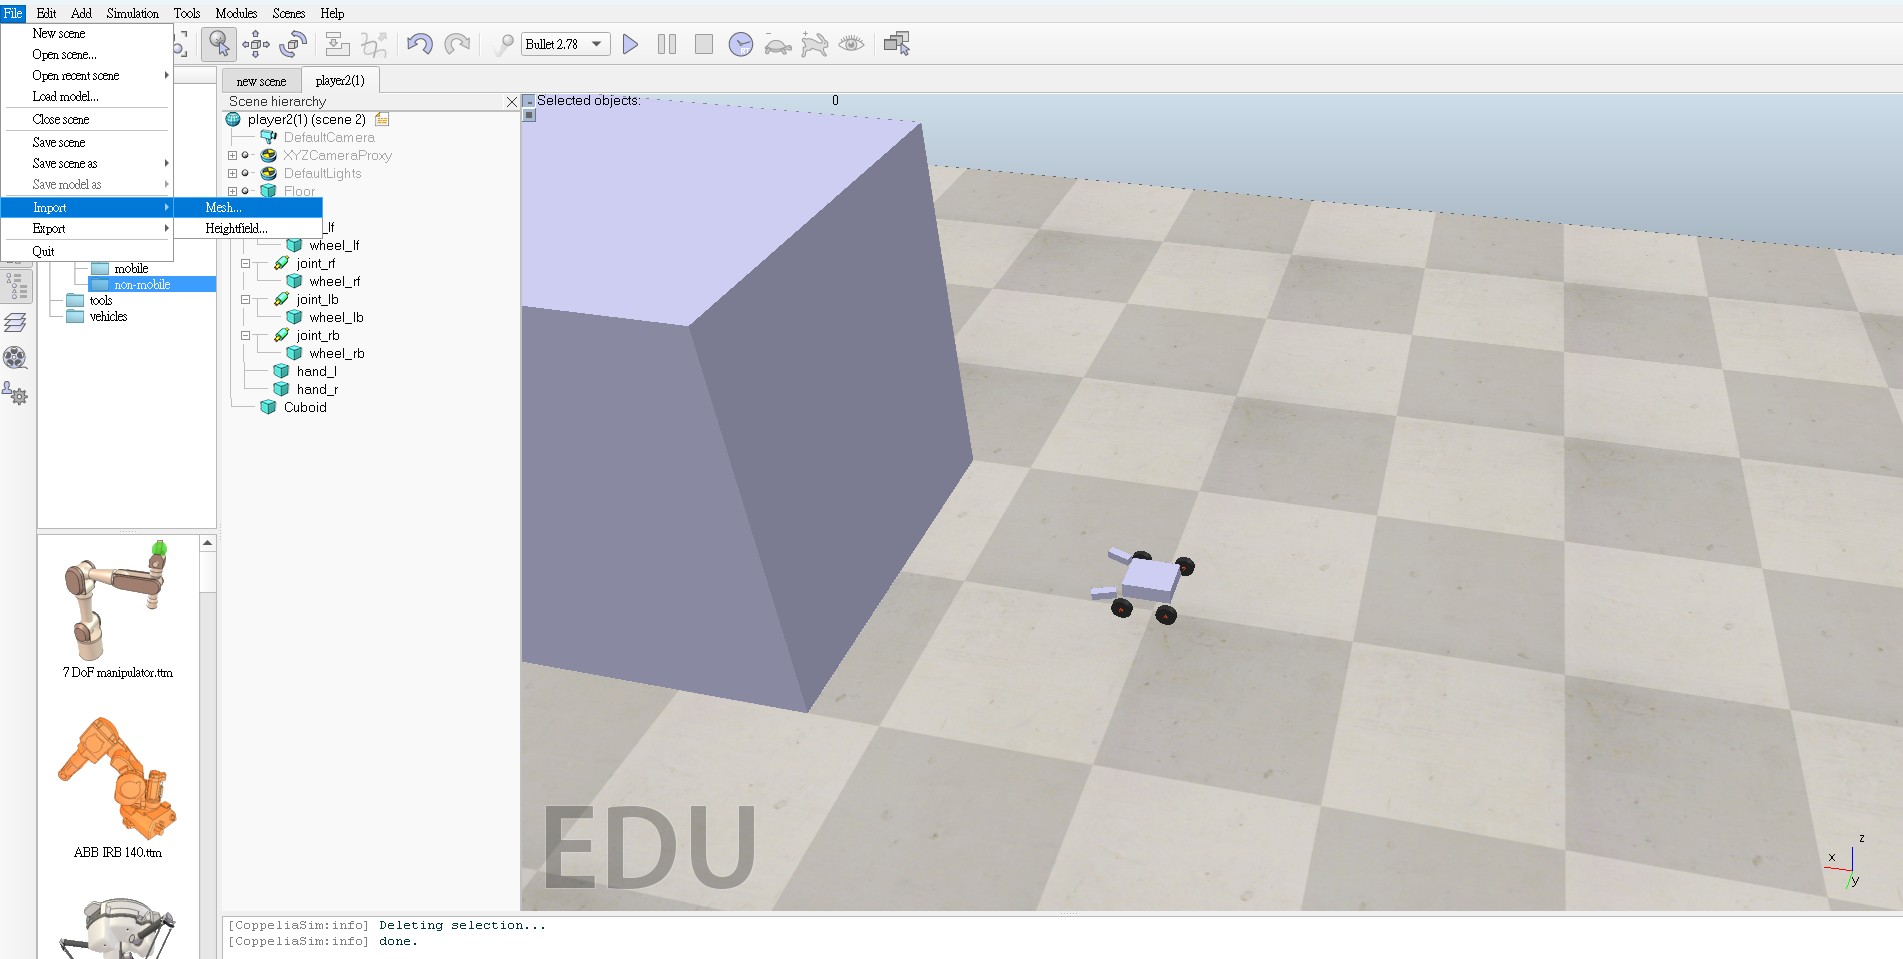 File Edit Add Simulation Tools Modules Scenes Help
New scene
Open scene...
Open recent scene
Load model...
Close scene
Save scene
Save scene as
Save model as
Import
Export
Quit
Mesh...
Heightfield...
Bullet 2.78
RT
new scene
player2(1)
Scene hierarchy
player2(1) (scene 2)
DefaultCamera
XYZCameraProxy
DefaultLights
Floor
_lf
wheel_lf
joint_rf
wheel_rf
joint_lb
wheel_lb
joint_rb
wheel_rb
hand_l
hand_r
Cuboid
mobile
non-mobile
tools
vehicles
7 DoF manipulator.ttm
ABB IRB 140.ttm
Selected objects: 0
EDU
z
x
y
[CoppeliaSim:info] Deleting selection...
[CoppeliaSim:info] done.